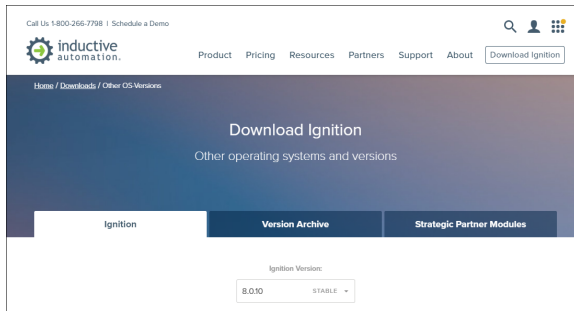 Call Us 1-800-266-7798 | Schedule a Demo
inductive
automation.
Product Pricing Resources Partners Support About Download Ignition
Home / Downloads / Other OS Versions
Download Ignition
Other operating systems and versions
Ignition Version Archive Strategic Partner Modules
Ignition Version:
8.0.10 STABLE